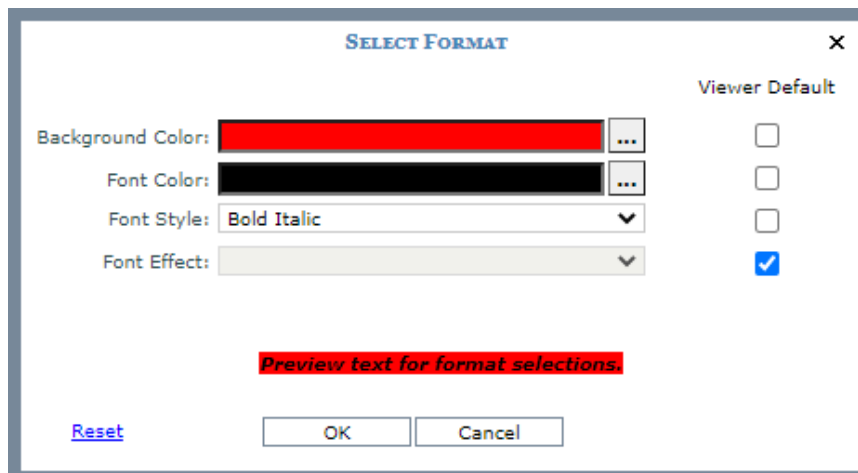 SELECT FORMAT
Viewer Default
Background Color: ...
Font Color: ...
Font Style: Bold Italic
Font Effect:
Preview text for format selections.
Reset OK Cancel